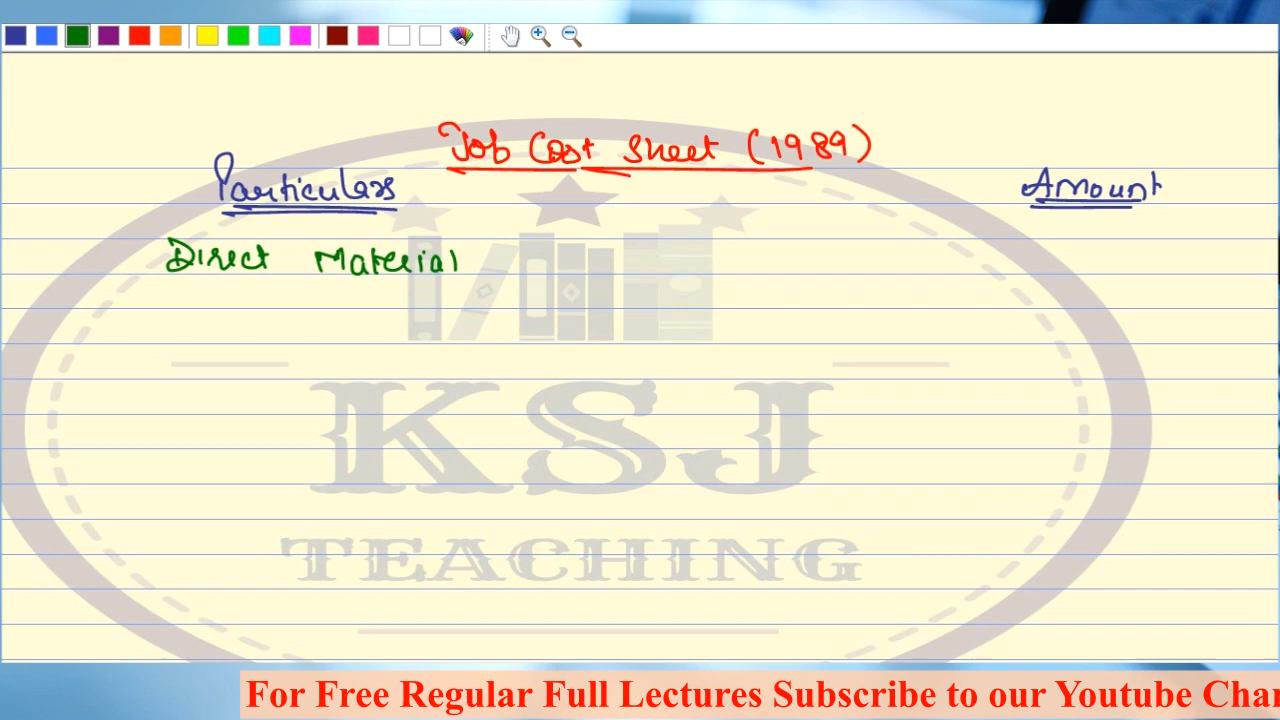 Job Cost Sheet (1989)
Particulars Amount
Direct Material
KSJ
TEACHING
For Free Regular Full Lectures Subscribe to our Youtube Chan